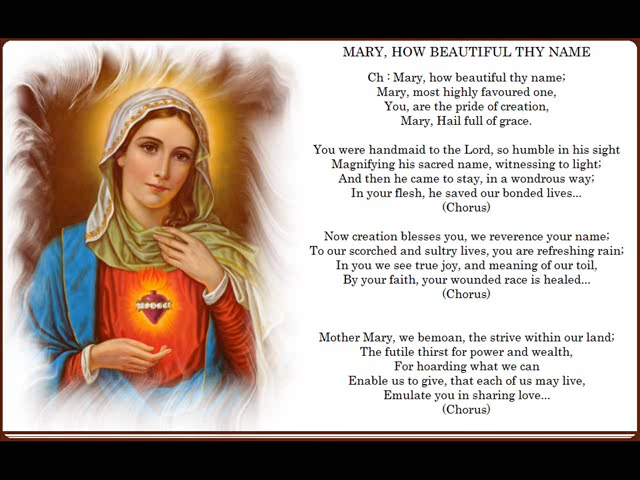 MARY, HOW BEAUTIFUL THY NAME
Ch : Mary, how beautiful thy name;
Mary, most highly favoured one,
You, are the pride of creation,
Mary, Hail full of grace.
You were handmaid to the Lord, so humble in his sight
Magnifying his sacred name, witnessing to light;
And then he came to stay, in a wondrous way;
In your flesh, he saved our bonded lives...
(Chorus)
Now creation blesses you, we reverence your name;
To our scorched and sultry lives, you are refreshing rain;
In you we see true joy, and meaning of our toil,
By your faith, your wounded race is healed...
(Chorus)
Mother Mary, we bemoan, the strive within our land;
The futile thirst for power and wealth,
For hoarding what we can
Enable us to give, that each of us may live,
Emulate you in sharing love...
(Chorus)